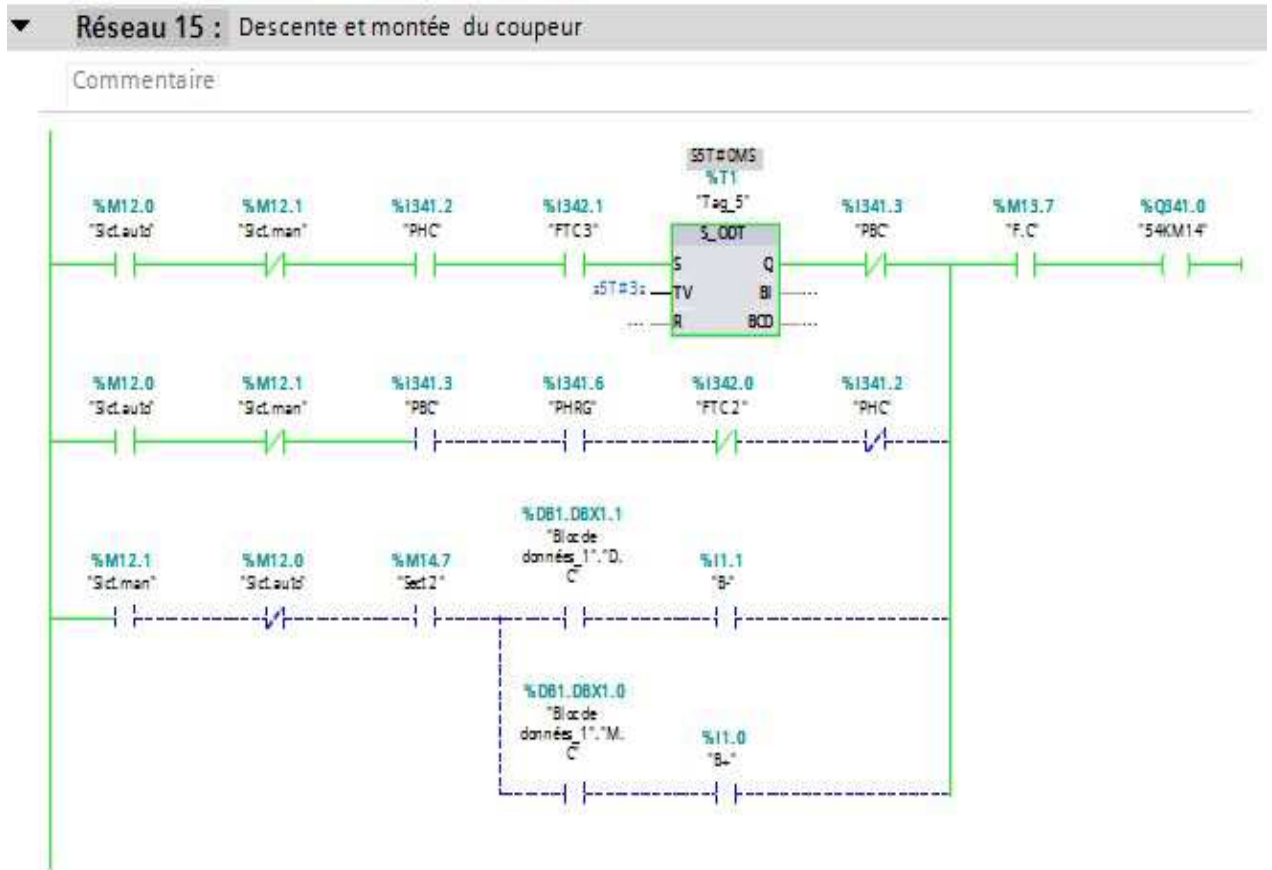 Réseau 15 : Descente et montée du coupeur
Commentaire
S5T#0MS
%T1
"Tag_5"
%M12.0 %M12.1 %I341.2 %I342.1 %I341.3 %M13.7 %Q341.0
"Slct.auto" "Slct.man" "PHC" "FTC3" "PBC" "F.C" "54KM14"
S_ODT
S Q
s5T#3s TV BI ...
... R BCD ...
%M12.0 %M12.1 %I341.3 %I341.6 %I342.0 %I341.2
"Slct.auto" "Slct.man" "PBC" "PHRG" "FTC2" "PHC"
%DB1.DBX1.1
"Bloc de
données_1"."D.
C"
%M12.1 %M12.0 %M14.7 %I1.1
"Slct.man" "Slct.auto" "Sect2" "B-"
%DB1.DBX1.0
"Bloc de
données_1"."M.
C"
%I1.0
"B+"